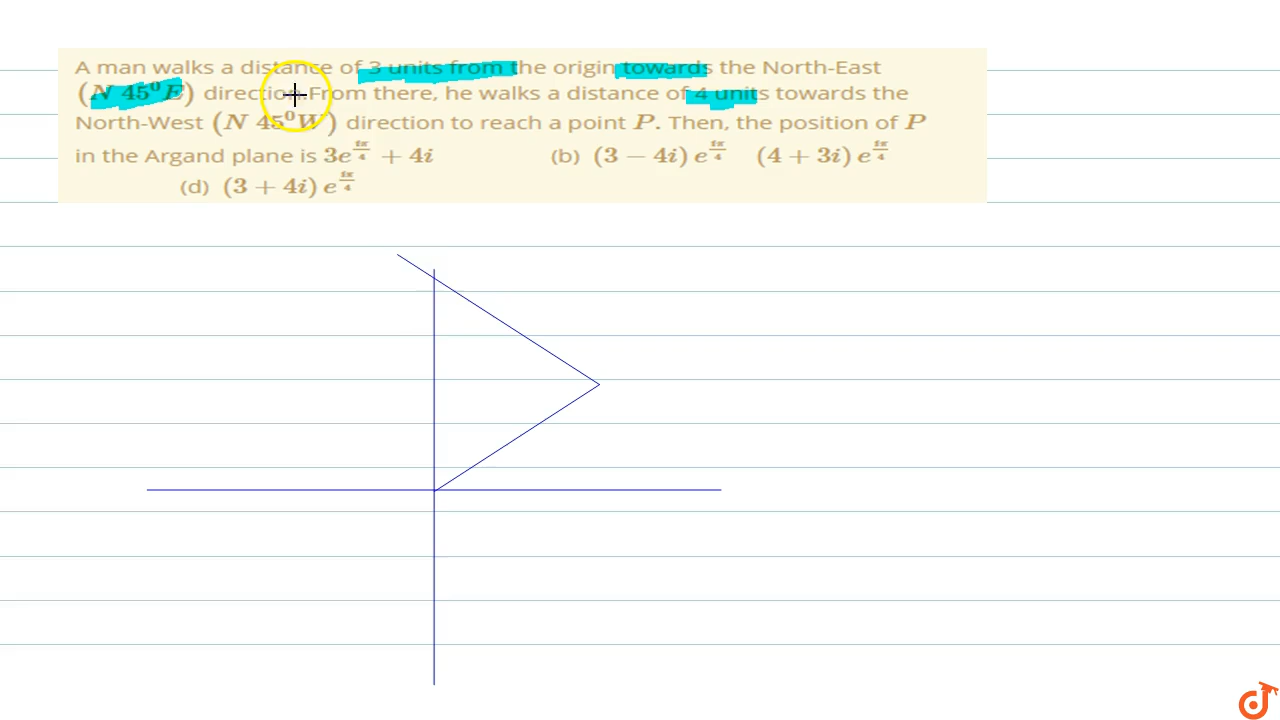 A man walks a distance of 3 units from the origin towards the North-East
(N 45⁰E) direction.From there, he walks a distance of 4 units towards the
North-West (N 45⁰W) direction to reach a point P. Then, the position of P
in the Argand plane is 3e^(iπ/4) + 4i (b) (3 − 4i) e^(iπ/4) (4 + 3i) e^(iπ/4)
(d) (3 + 4i) e^(iπ/4)